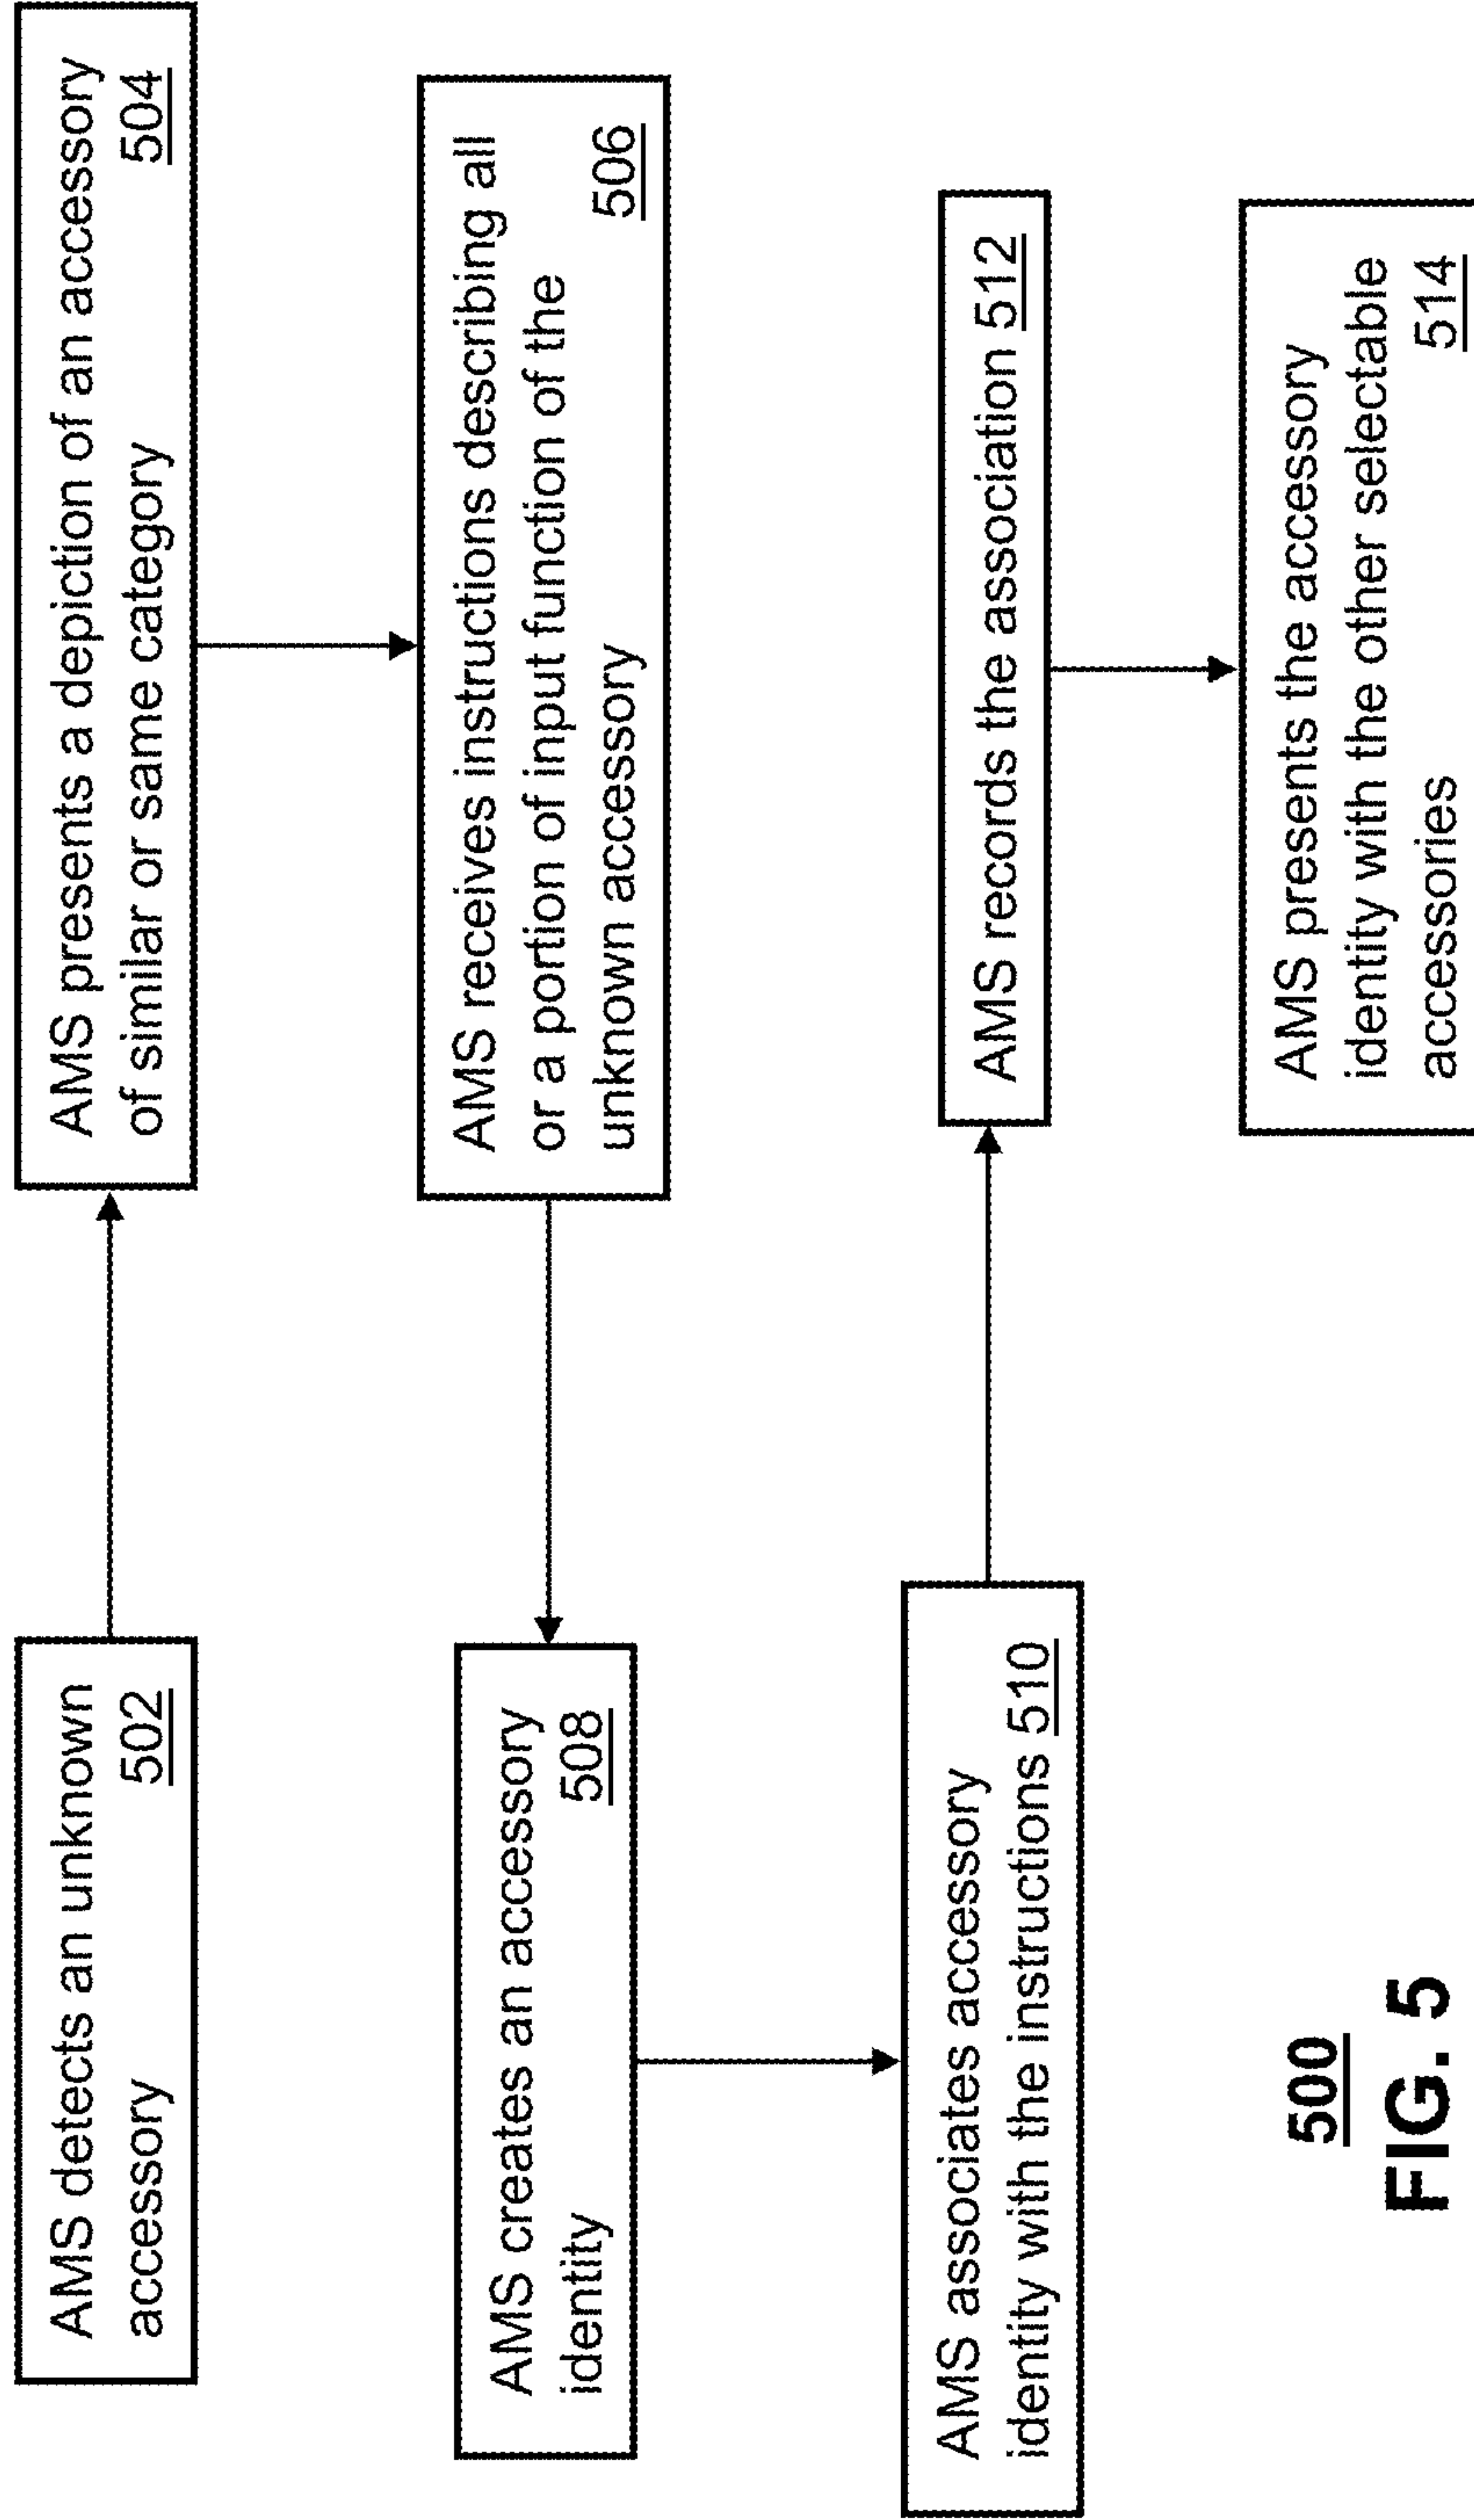 AMS detects an unknown
accessory 502
AMS presents a depiction of an accessory
of similar or same category 504
AMS receives instructions describing all
or a portion of input function of the
unknown accessory 506
AMS creates an accessory
identity 508
AMS associates accessory
identity with the instructions 510
AMS records the association 512
AMS presents the accessory
identity with the other selectable
accessories 514
500
FIG. 5